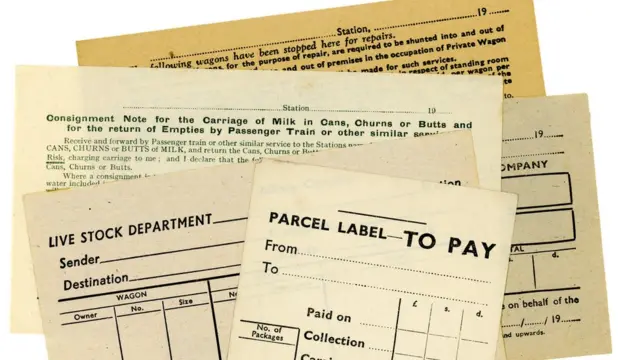 Station, 19
following wagons have been stopped here for repairs.
for the purpose of repair, are required to be shunted into and out of
and out of premises in the occupation of Private Wagon
be made for such services.
in respect of standing room
per wagon per
of the
to.
Station 19
Consignment Note for the Carriage of Milk in Cans, Churns or Butts and
for the return of Empties by Passenger Train or other similar
Receive and forward by Passenger train or other similar service to the Stations
CANS, CHURNS or BUTTS of MILK, and return the Cans, Churns or
Risk, charging carriage to me; and I declare that the
Cans, Churns or Butts.
Where a consignment
water included
19
COMPANY
d.
on behalf of the
/ / 19
and upwards.
LIVE STOCK DEPARTMENT
Sender
Destination
WAGON
Owner No. Size
PARCEL LABEL—TO PAY
From
To
£ s. d.
Paid on
No. of
Packages
Collection